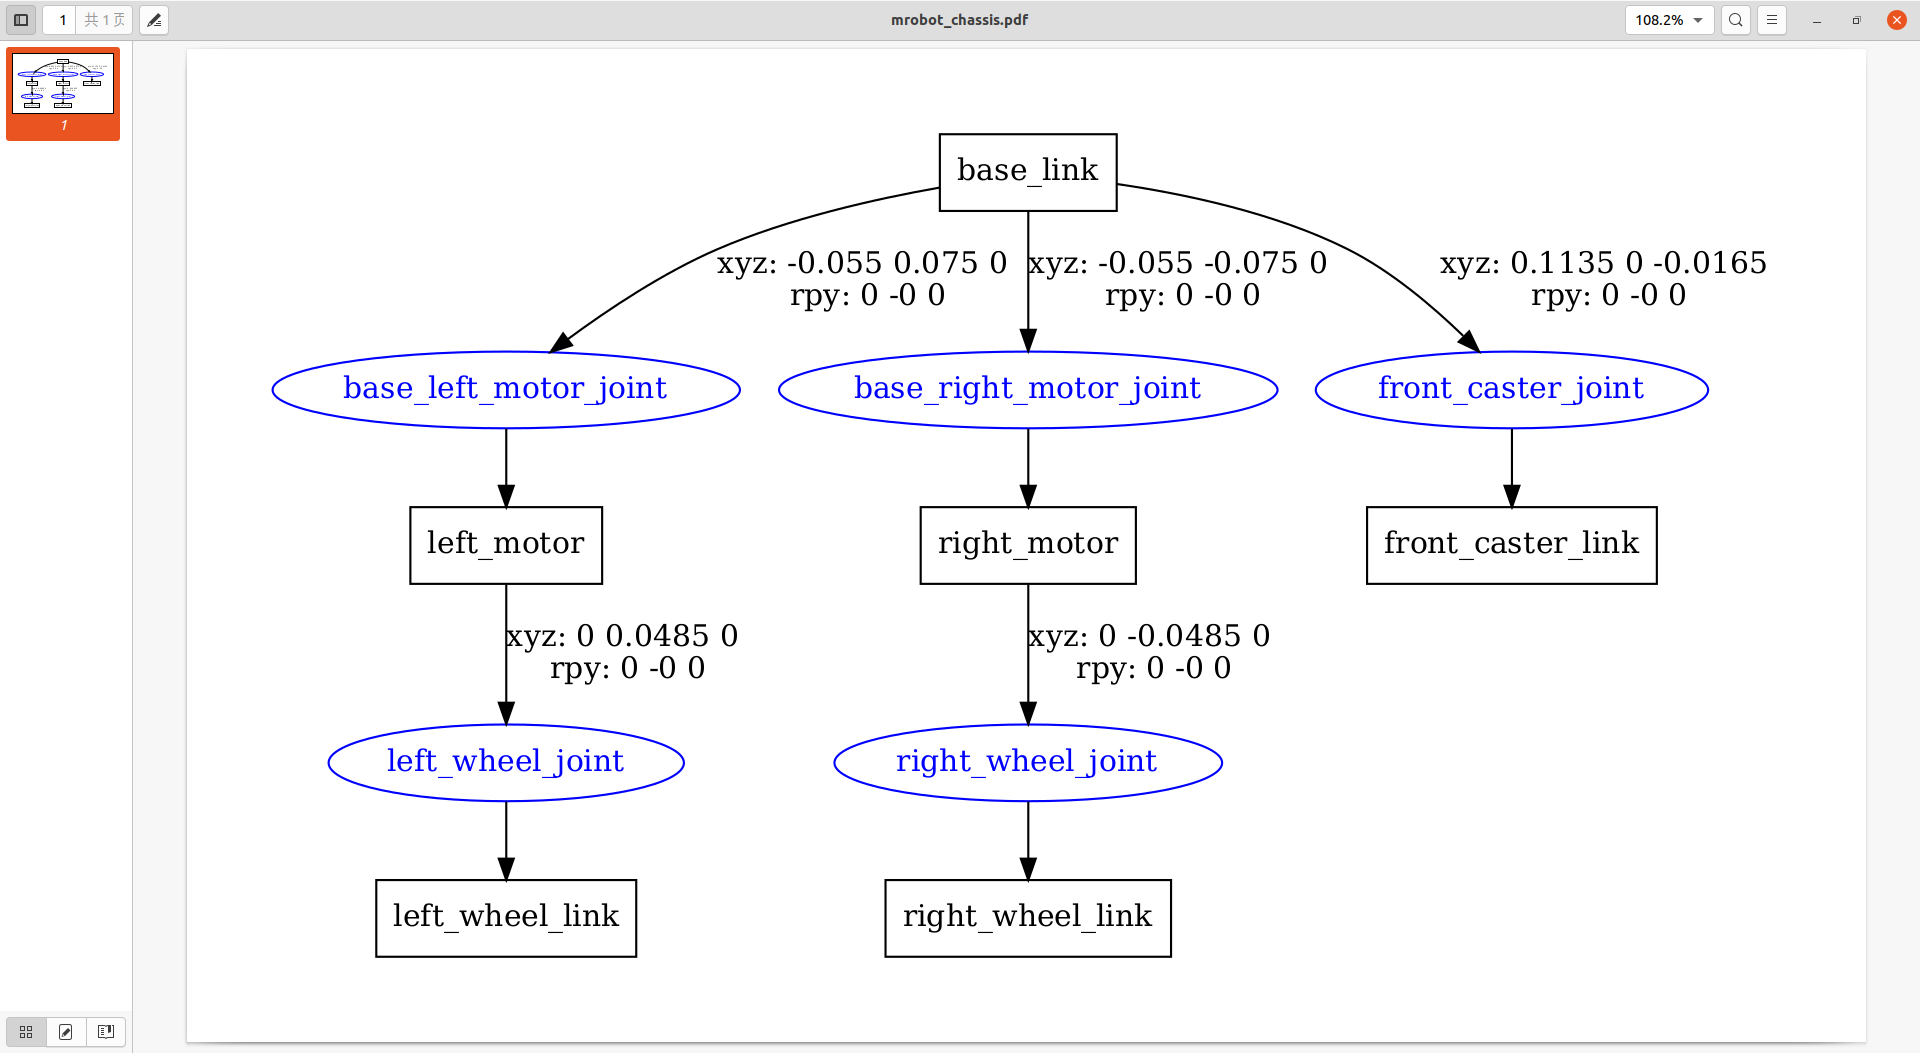 1
共 1 页
mrobot_chassis.pdf
108.2%
1
base_link
xyz: -0.055 0.075 0
rpy: 0 -0 0
xyz: -0.055 -0.075 0
rpy: 0 -0 0
xyz: 0.1135 0 -0.0165
rpy: 0 -0 0
base_left_motor_joint
base_right_motor_joint
front_caster_joint
left_motor
right_motor
front_caster_link
xyz: 0 0.0485 0
rpy: 0 -0 0
xyz: 0 -0.0485 0
rpy: 0 -0 0
left_wheel_joint
right_wheel_joint
left_wheel_link
right_wheel_link